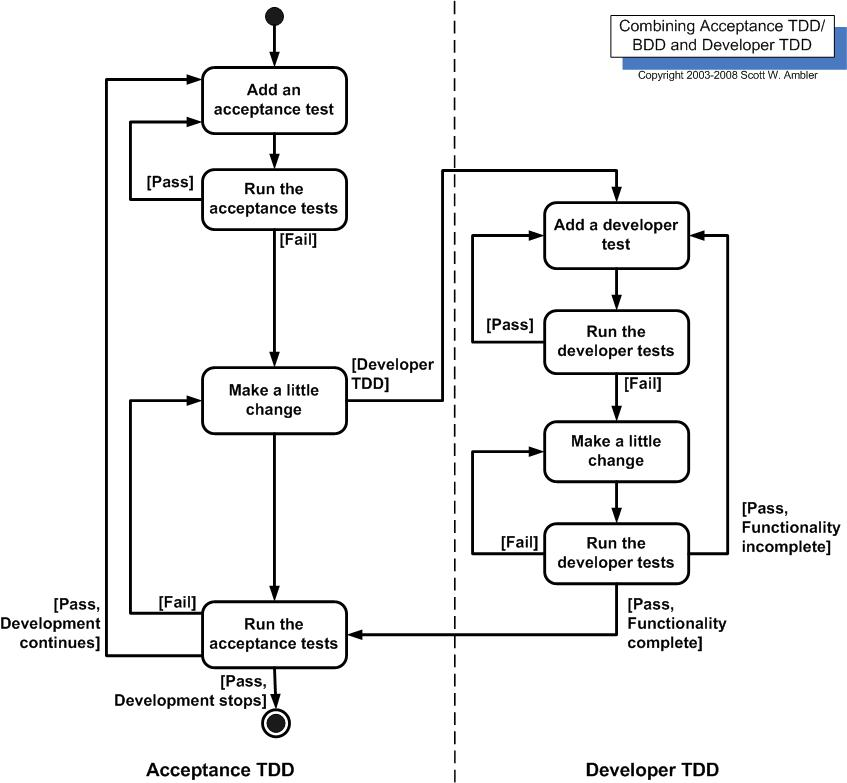 Combining Acceptance TDD/
BDD and Developer TDD
Copyright 2003-2008 Scott W. Ambler
Add an
acceptance test
[Pass]
Run the
acceptance tests
[Fail]
Make a little
change
[Developer
TDD]
[Fail]
[Pass,
Development
continues]
Run the
acceptance tests
[Pass,
Development stops]
Acceptance TDD
Add a developer
test
[Pass]
Run the
developer tests
[Fail]
Make a little
change
[Fail]
Run the
developer tests
[Pass,
Functionality
incomplete]
[Pass,
Functionality
complete]
Developer TDD